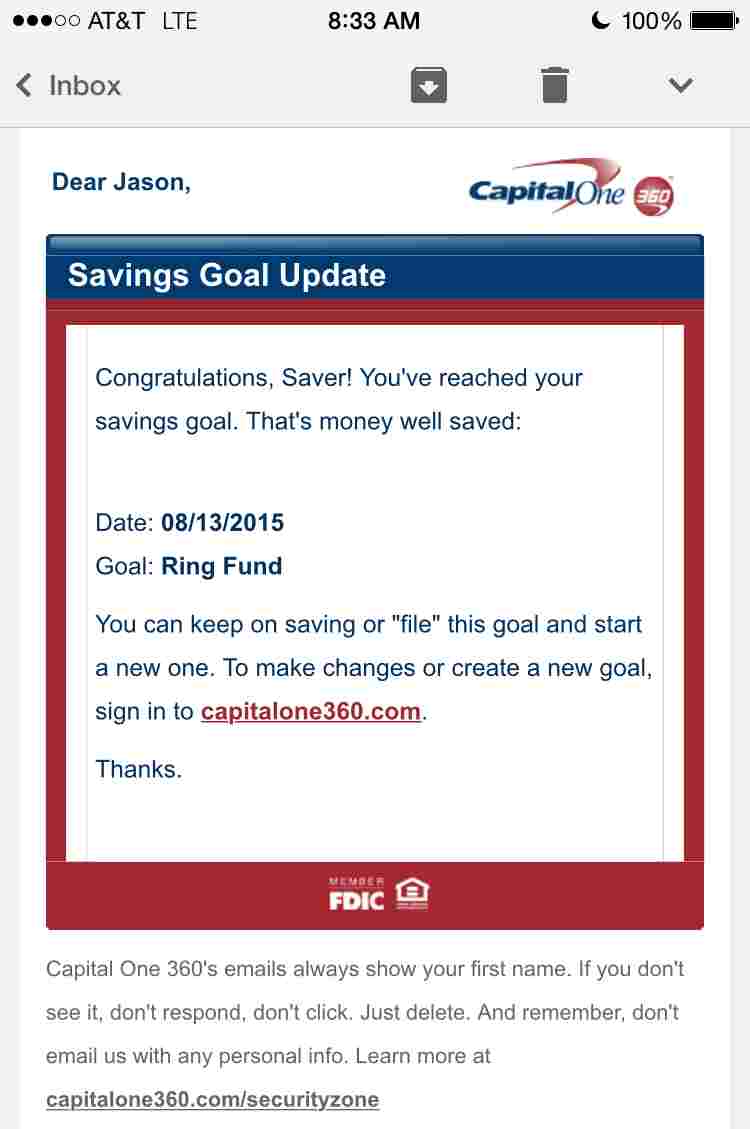 AT&T LTE 8:33 AM 100%
Inbox
Dear Jason,
CapitalOne 360
Savings Goal Update
Congratulations, Saver! You've reached your
savings goal. That's money well saved:
Date: 08/13/2015
Goal: Ring Fund
You can keep on saving or "file" this goal and start
a new one. To make changes or create a new goal,
sign in to capitalone360.com.
Thanks.
MEMBER
FDIC
Capital One 360's emails always show your first name. If you don't
see it, don't respond, don't click. Just delete. And remember, don't
email us with any personal info. Learn more at
capitalone360.com/securityzone